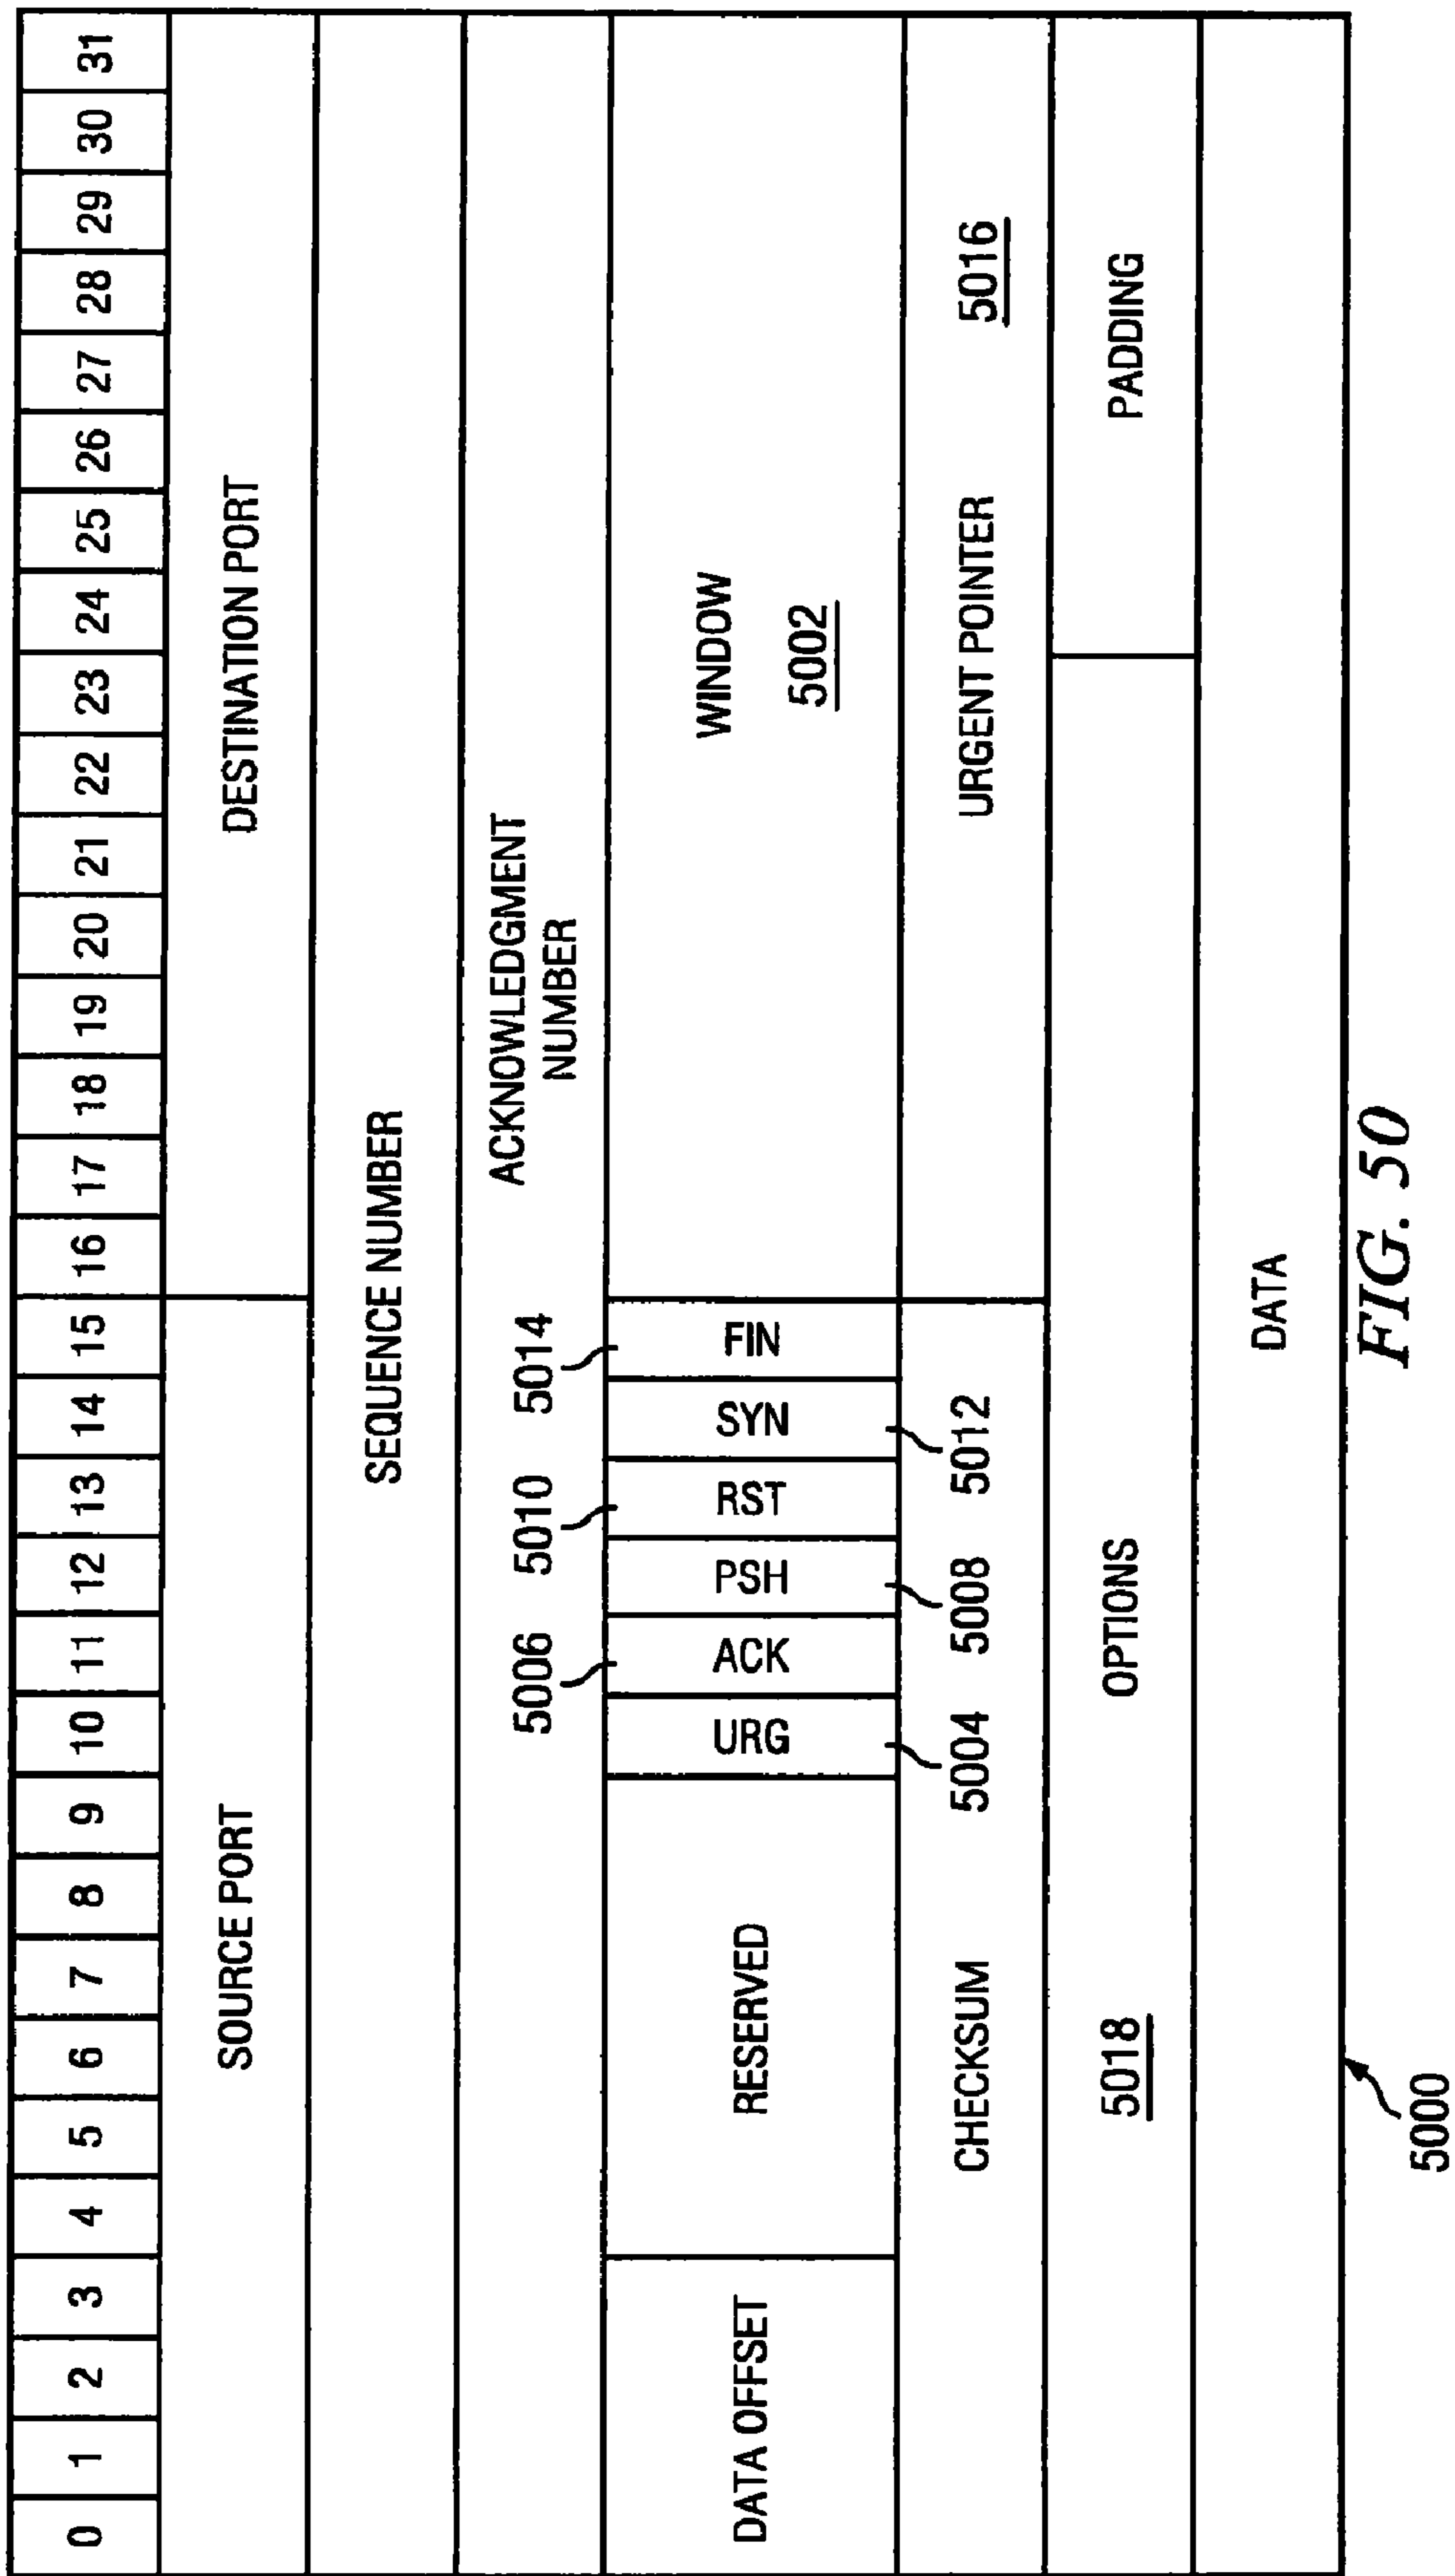 0 1 2 3 4 5 6 7 8 9 10 11 12 13 14 15 16 17 18 19 20 21 22 23 24 25 26 27 28 29 30 31
SOURCE PORT
DESTINATION PORT
SEQUENCE NUMBER
ACKNOWLEDGMENT
NUMBER
5006
5010
5014
DATA OFFSET
RESERVED
URG
ACK
PSH
RST
SYN
FIN
WINDOW
5002
CHECKSUM
5004
5008
5012
URGENT POINTER
5016
5018
OPTIONS
PADDING
DATA
5000
FIG. 50